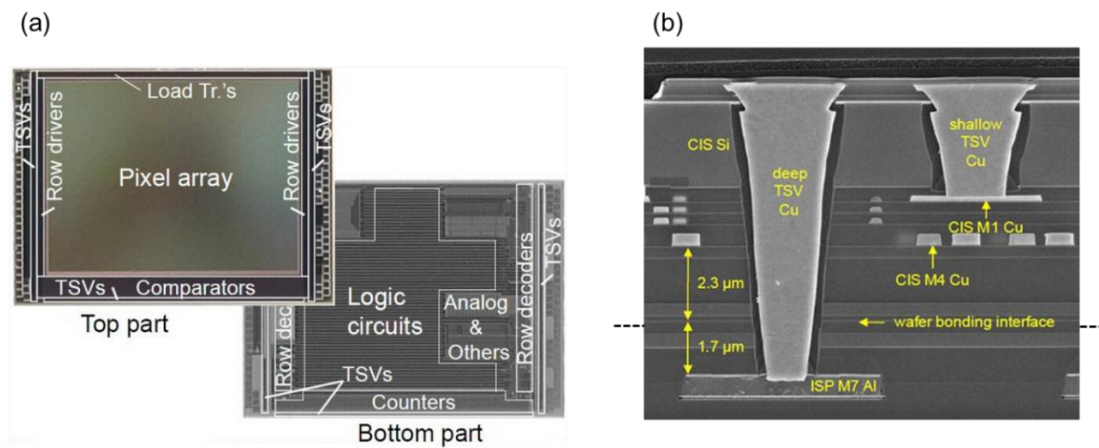 (a)
Load Tr.'s
TSVs
Row drivers
Pixel array
Row drivers
TSVs
TSVs
Comparators
Top part
Row deco
Logic
circuits
Analog
&
Others
Row decoders
TSVs
TSVs
Counters
Bottom part
(b)
CIS Si
deep
TSV
Cu
shallow
TSV
Cu
CIS M1 Cu
CIS M4 Cu
2.3 µm
wafer bonding interface
1.7 µm
ISP M7 Al